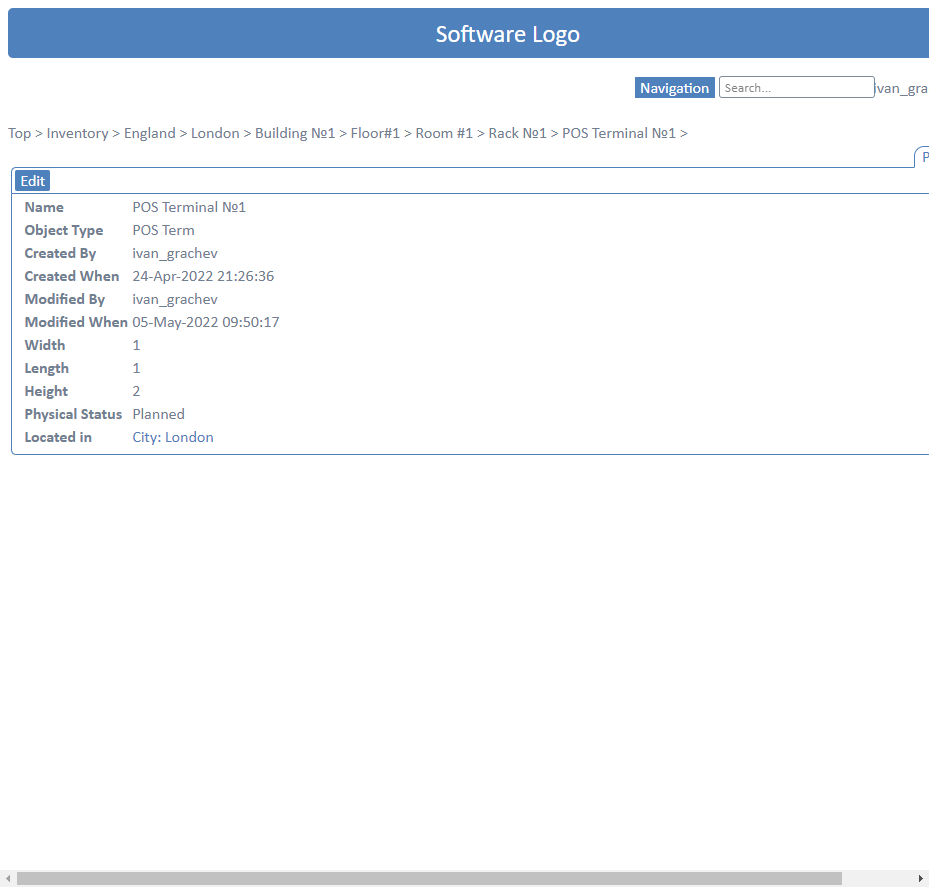 Software Logo
Navigation Search... ivan_gra
Top > Inventory > England > London > Building №1 > Floor#1 > Room #1 > Rack №1 > POS Terminal №1 >
P
Edit
Name POS Terminal №1
Object Type POS Term
Created By ivan_grachev
Created When 24-Apr-2022 21:26:36
Modified By ivan_grachev
Modified When 05-May-2022 09:50:17
Width 1
Length 1
Height 2
Physical Status Planned
Located in City: London